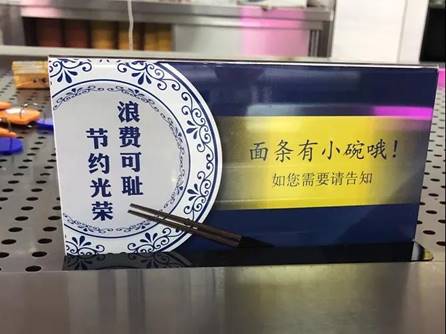 浪费可耻
节约光荣
面条有小碗哦！
如您需要请告知